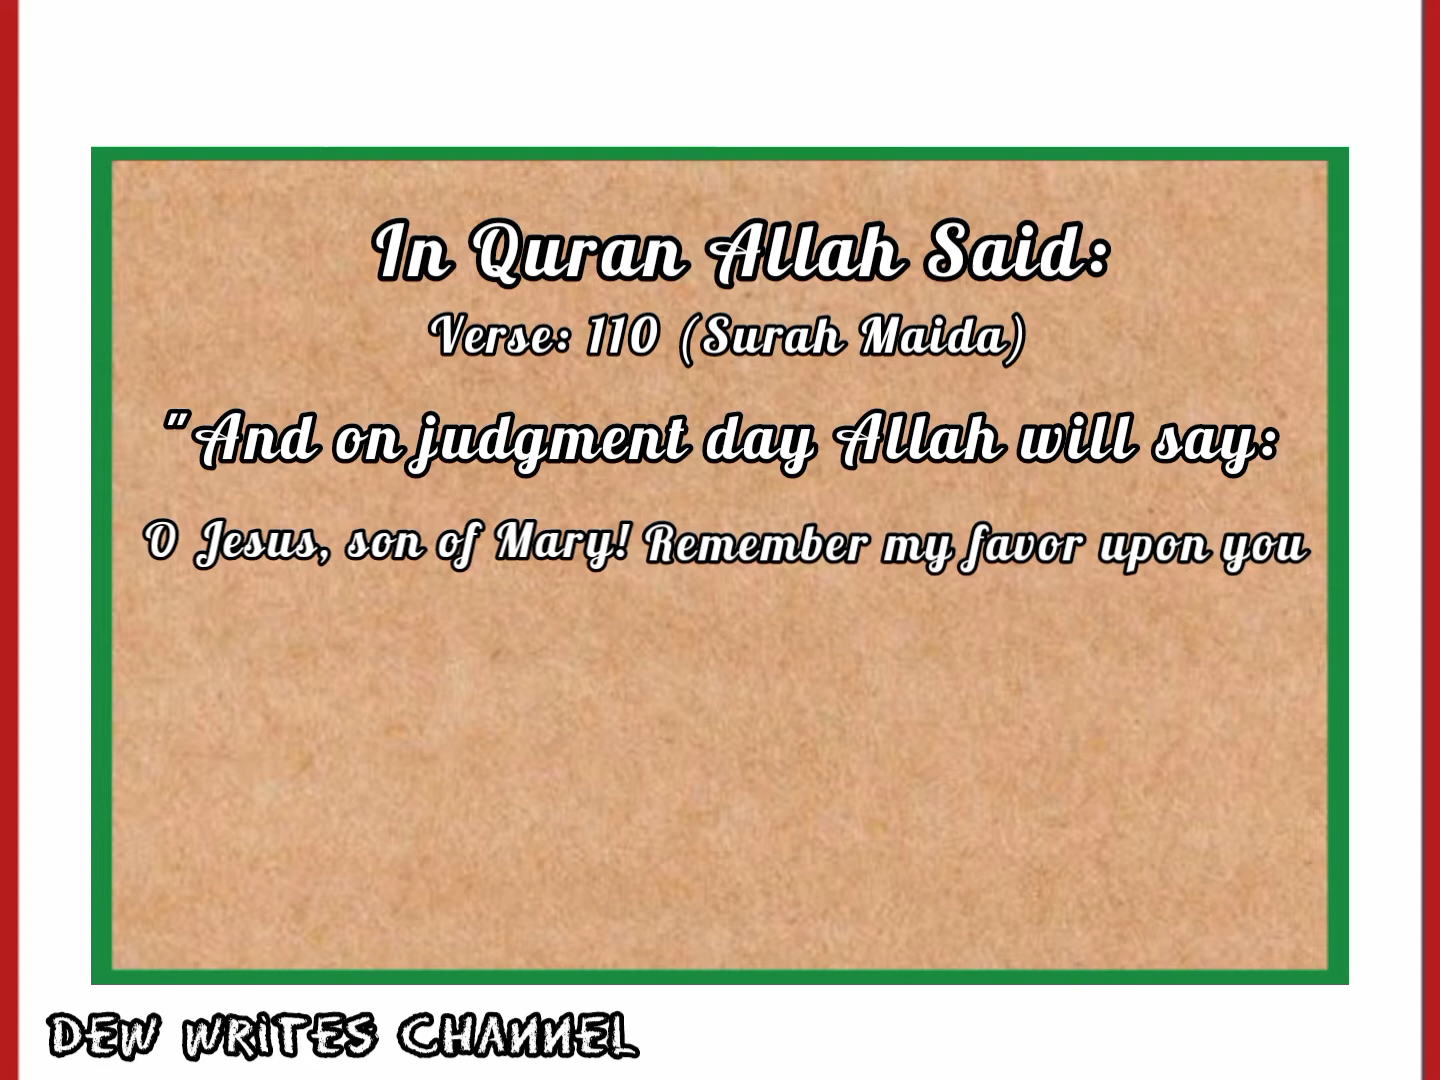 In Quran Allah Said:
Verse: 110 (Surah Maida)
"And on judgment day Allah will say:
O Jesus, son of Mary! Remember my favor upon you
DEW WRITES CHANNEL